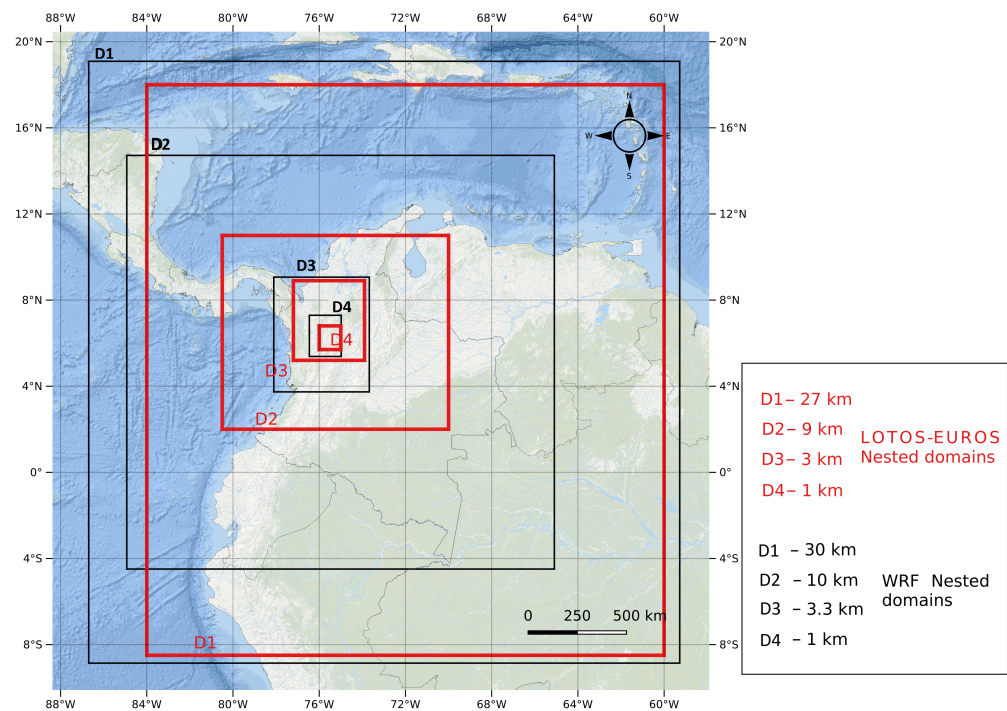 88°W 84°W 80°W 76°W 72°W 68°W 64°W 60°W
20°N 20°N
D1
N
16°N W E 16°N
D2
S
12°N 12°N
D3
8°N 8°N
D4
D4
D3
4°N 4°N
D1– 27 km
D2
D2– 9 km
LOTOS-EUROS
Nested domains
D3– 3 km
0° 0°
D4– 1 km
D1 – 30 km
4°S 4°S
D2 – 10 km
WRF Nested
domains
D3 – 3.3 km
0 250 500 km
D4 – 1 km
D1
8°S 8°S
88°W 84°W 80°W 76°W 72°W 68°W 64°W 60°W